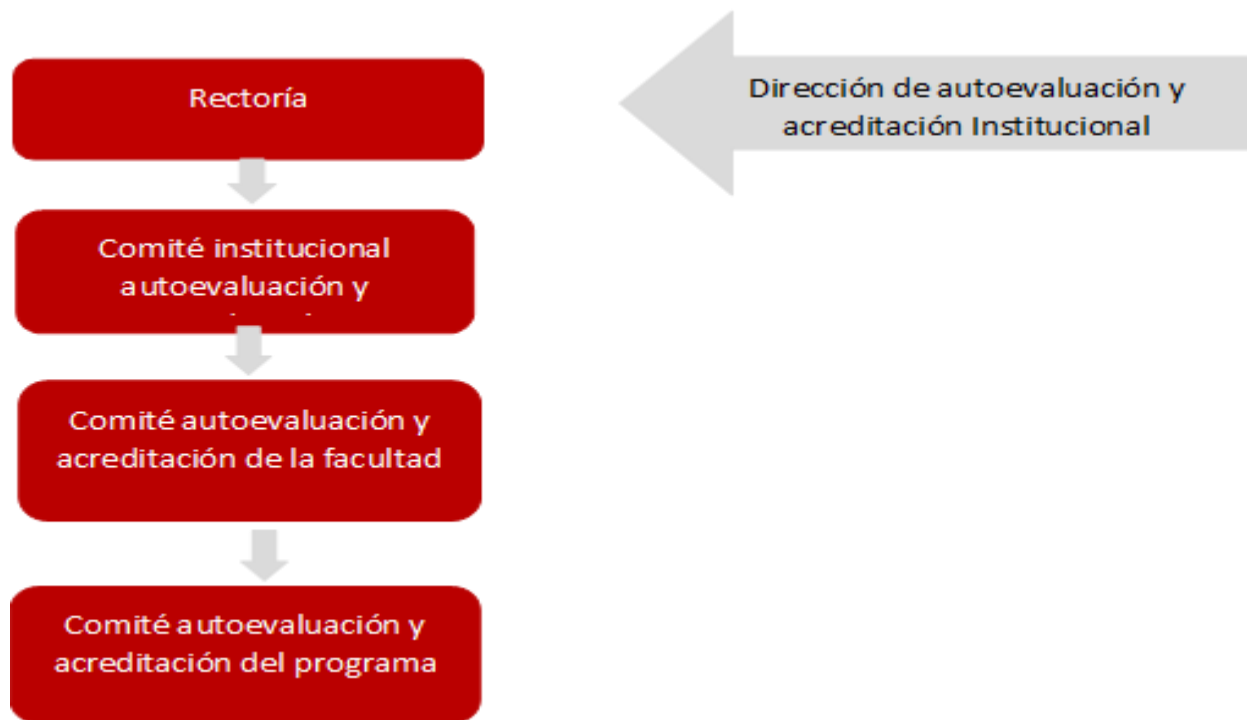 Rectoría
Dirección de autoevaluación y
acreditación Institucional
Comité institucional
autoevaluación y
Comité autoevaluación y
acreditación de la facultad
Comité autoevaluación y
acreditación del programa